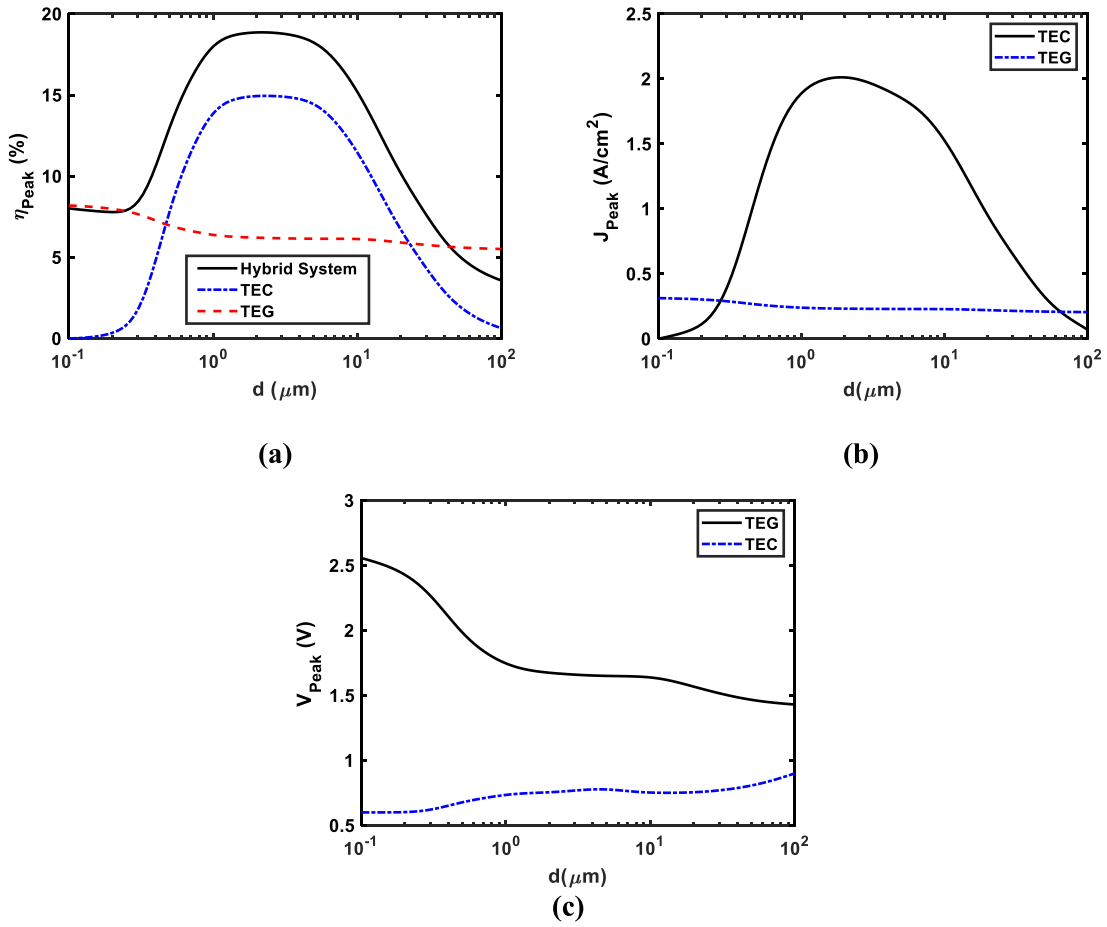 20
15
10
5
0
η_Peak (%)
Hybrid System
TEC
TEG
10^-1
10^0
10^1
10^2
d (μm)
(a)
2.5
2
1.5
1
0.5
0
J_Peak (A/cm^2)
TEC
TEG
10^-1
10^0
10^1
10^2
d(μm)
(b)
3
2.5
2
1.5
1
0.5
V_Peak (V)
TEG
TEC
10^-1
10^0
10^1
10^2
d(μm)
(c)